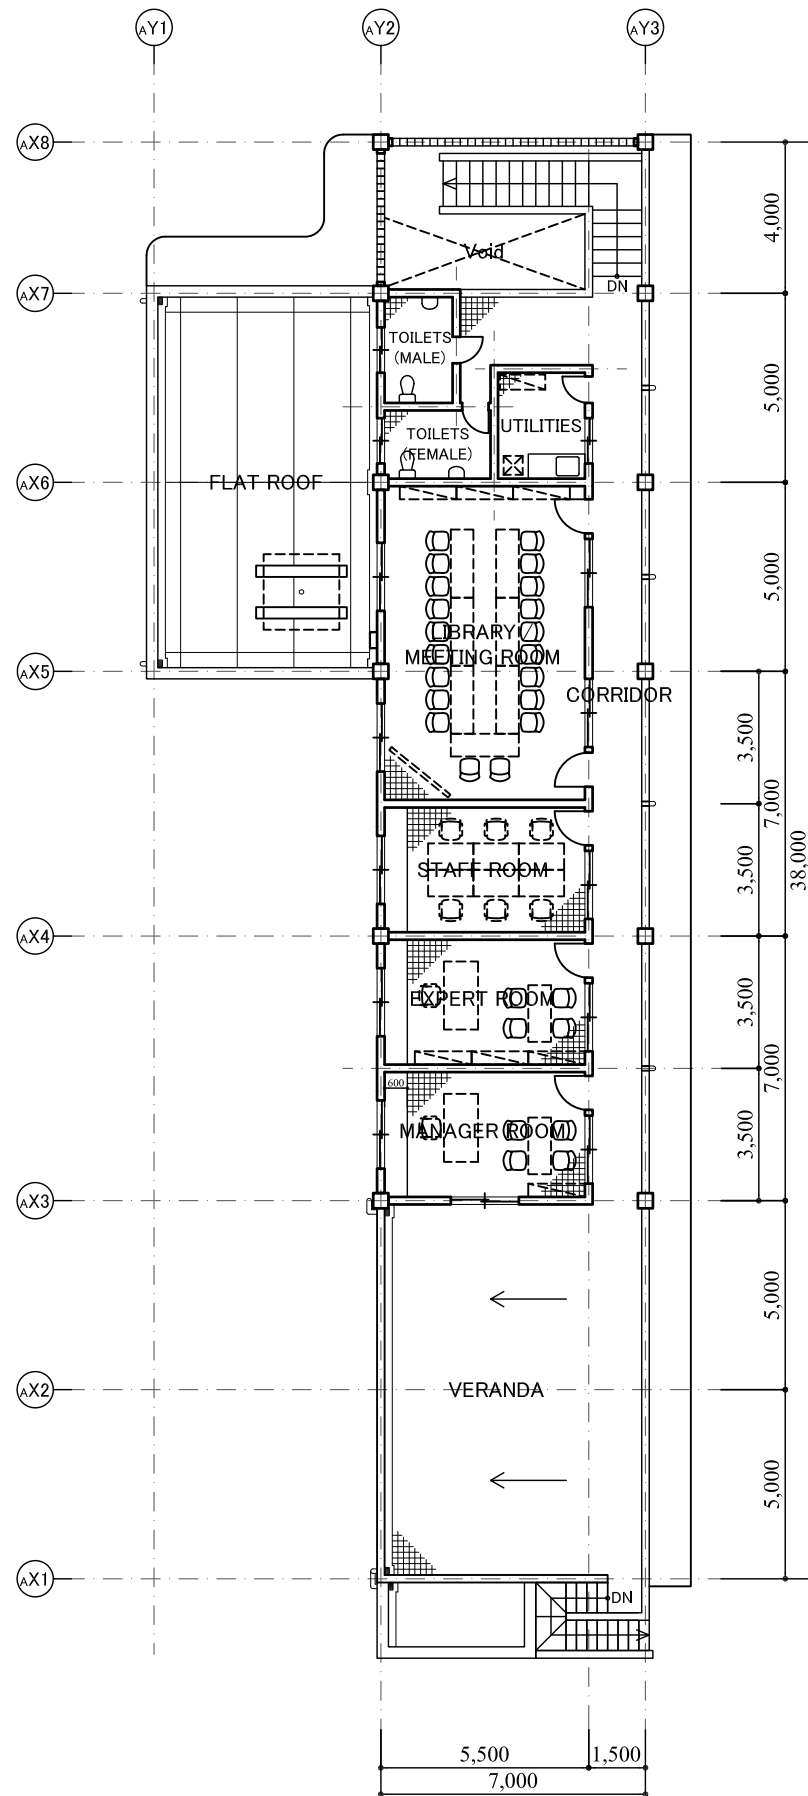 AY1
AY2
AY3
AX8
4,000
Void
DN
AX7
TOILETS
(MALE)
5,000
UTILITIES
TOILETS
(FEMALE)
AX6
FLAT ROOF
5,000
LIBRARY /
MEETING ROOM
AX5
CORRIDOR
3,500
7,000
38,000
3,500
STAFF ROOM
AX4
EXPERT ROOM
3,500
7,000
600
MANAGER ROOM
3,500
AX3
5,000
AX2
VERANDA
5,000
AX1
DN
5,500
1,500
7,000